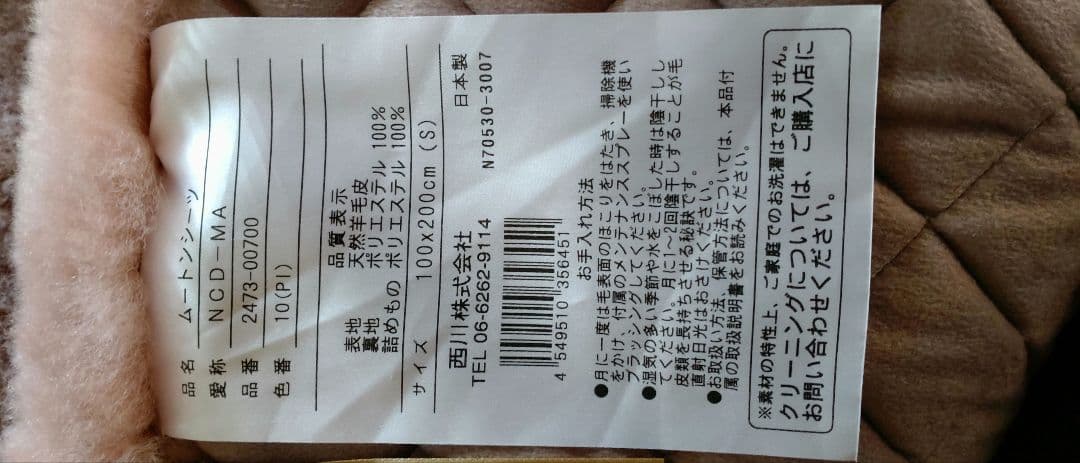 品名 ムートンシーツ
愛称 NCD-MA
品番 2473-00700
色番 10(PI)
品質表示
表地 天然羊毛皮
裏地 ポリエステル 100%
詰めもの ポリエステル 100%
サイズ 100x200cm (S)
西川株式会社 日本製
TEL 06-6262-9114 N70530-3007
4 549510 356451
お手入れ方法
●月に一度は毛表面のほこりをはたき、掃除機
をかけ、付属のメンテナンススプレーを使い
ブラッシングしてください。
●湿気の多い季節や水をこぼした時は陰干しし
てください。月に1~2回陰干しすることが毛
皮類を長持ちさせる秘訣です。
直射日光はおさけください。
●お取扱い方法、保管方法については、本品付
属の取扱説明書をお読みください。
※素材の特性上、ご家庭でのお洗濯はできません。
クリーニングについては、ご購入店に
お問い合わせください。